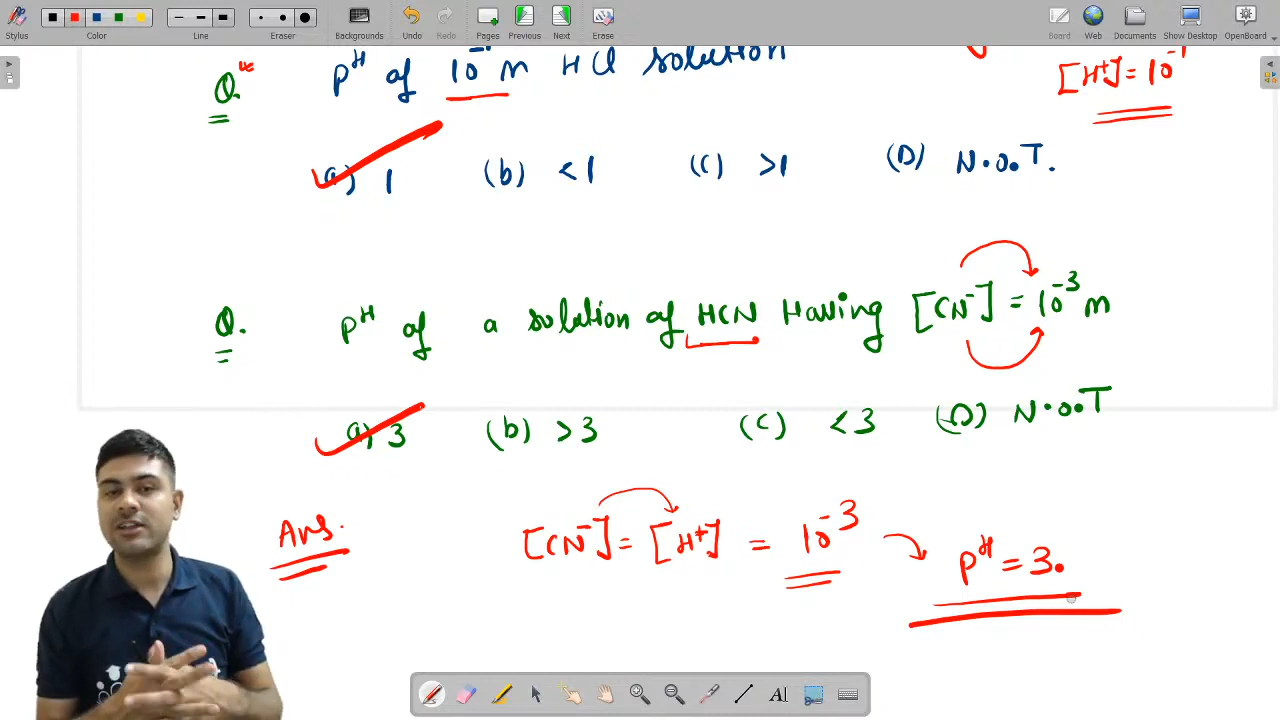 Stylus Color Line Eraser Backgrounds Undo Redo Pages Previous Next Erase Board Web Documents Show Desktop OpenBoard
Q. pH of 10⁻¹ M HCl solution
[H+] = 10⁻¹
a) 1 (b) <1 (c) >1 (D) N.O.T.
Q. pH of a solution of HCN Having [CN⁻] = 10⁻³ M
a) 3 (b) >3 (c) <3 (D) N.O.T
Ans. [CN⁻] = [H+] = 10⁻³ pH = 3.